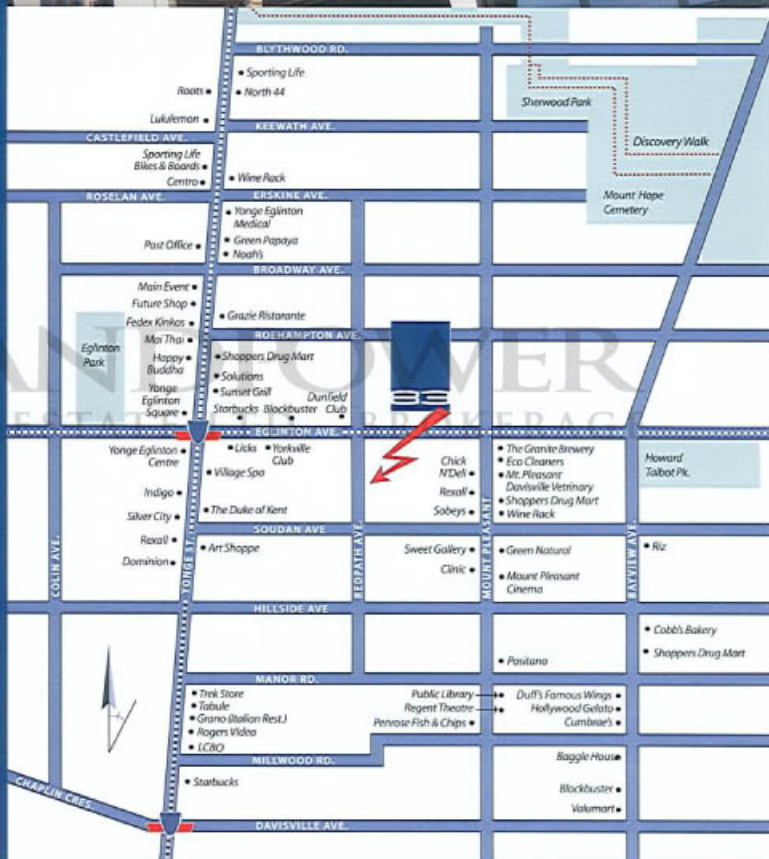 BLYTHWOOD RD.
Sporting Life
North 44
Roots
Lululemon
Sherwood Park
KEEWATH AVE.
CASTLEFIELD AVE.
Discovery Walk
Sporting Life
Bikes & Boards
Centro
Wine Rack
ROSELAN AVE.
ERSKINE AVE.
Mount Hope
Cemetery
Yonge Eglinton
Medical
Green Papaya
Noah's
Post Office
BROADWAY AVE.
Main Event
Future Shop
Fedex Kinkos
Mai Thai
Happy
Buddha
Yonge
Eglinton
Square
Grazie Ristorante
ROEHAMPTON AVE.
Eglinton
Park
Shoppers Drug Mart
Solutions
Sunset Grill
Starbucks
Blockbuster
Dunfield
Club
88
ANDTOWER
ESTATE
BROKERAGE
EGLINTON AVE.
Yonge Eglinton
Centre
Licks
Yorkville
Club
Village Spa
Indigo
Silver City
Rexall
Dominion
The Duke of Kent
Chick
N'Deli
Rexall
Sobeys
The Granite Brewery
Eco Cleaners
Mt. Pleasant
Davisville Vetrinary
Shoppers Drug Mart
Wine Rack
Howard
Talbot Pk.
SOUDAN AVE
Art Shoppe
Sweet Gallery
Clinic
Green Natural
Mount Pleasant
Cinema
Riz
COLIN AVE.
YONGE ST.
REDPATH AVE.
MOUNT PLEASANT
BAYVIEW AVE.
HILLSIDE AVE
Cobb's Bakery
Shoppers Drug Mart
Positano
MANOR RD.
Trek Store
Tabule
Grano (Italian Rest.)
Rogers Video
LCBO
Public Library
Regent Theatre
Penrose Fish & Chips
Duff's Famous Wings
Hollywood Gelato
Cumbrae's
MILLWOOD RD.
Baggle House
Starbucks
Blockbuster
Valumart
CHAPLIN CRES.
DAVISVILLE AVE.